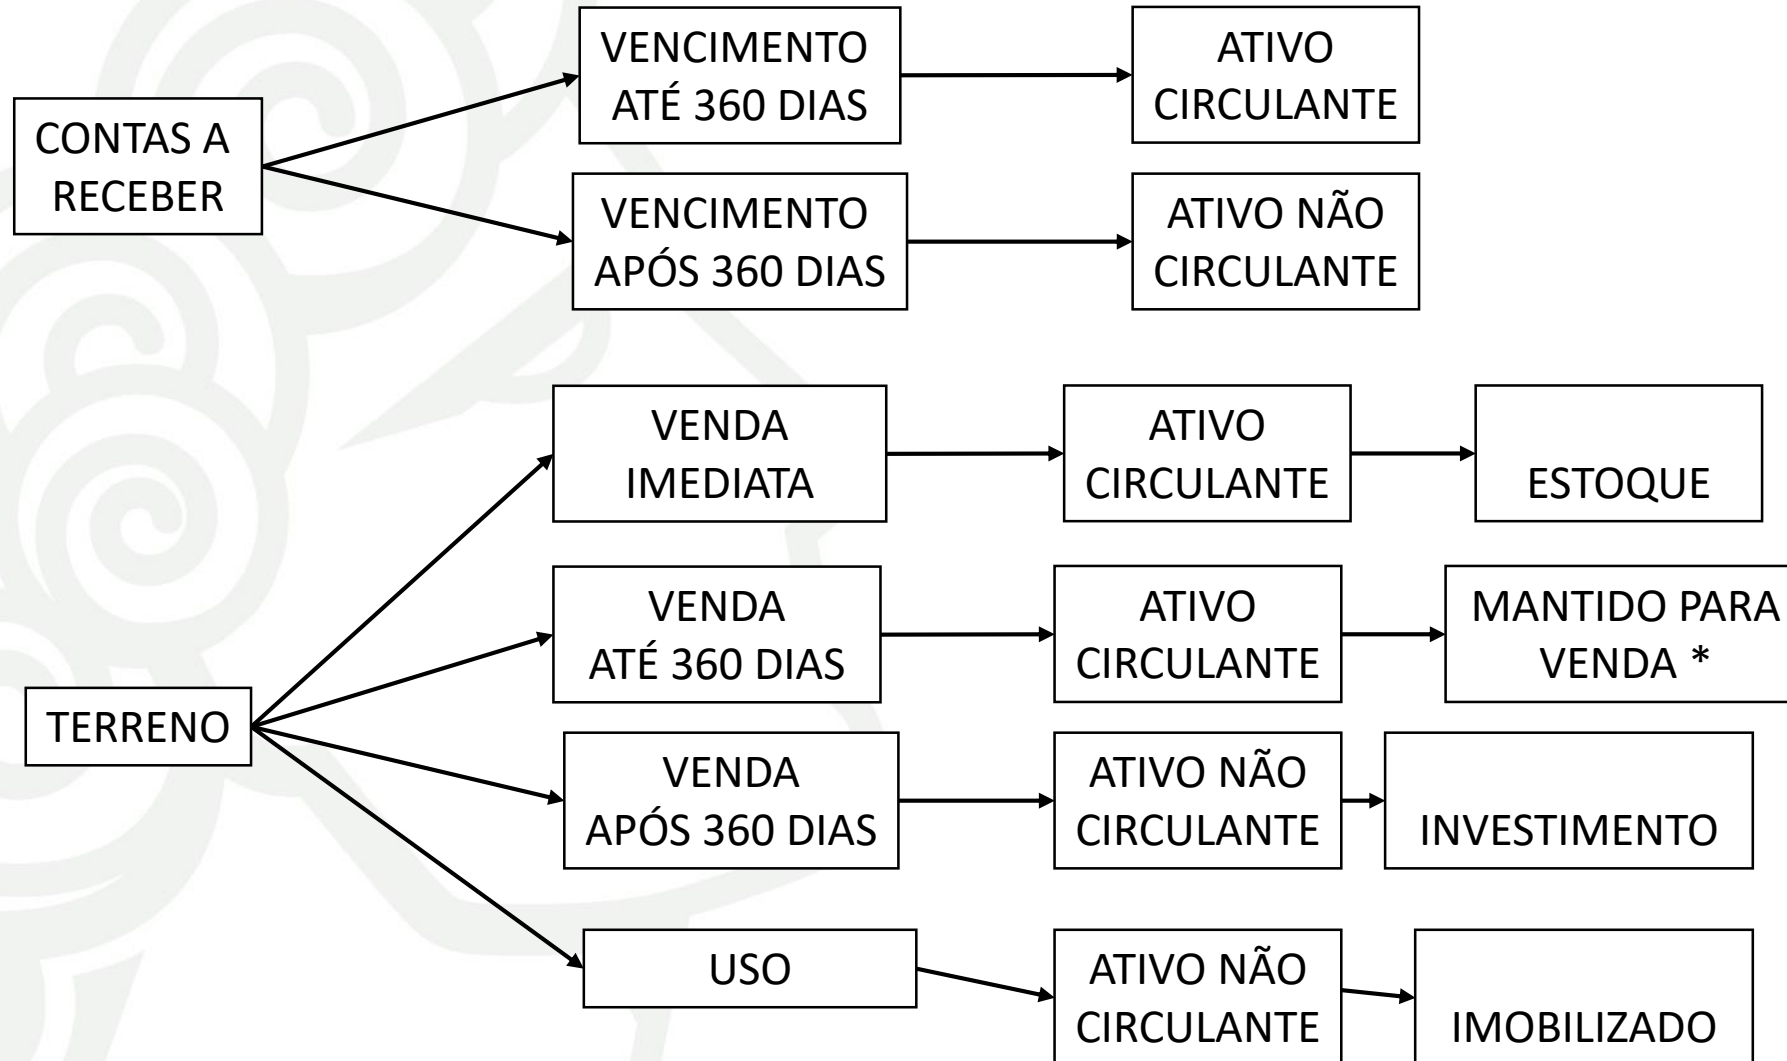 CONTAS A
RECEBER
VENCIMENTO
ATÉ 360 DIAS
ATIVO
CIRCULANTE
VENCIMENTO
APÓS 360 DIAS
ATIVO NÃO
CIRCULANTE
TERRENO
VENDA
IMEDIATA
ATIVO
CIRCULANTE
ESTOQUE
VENDA
ATÉ 360 DIAS
ATIVO
CIRCULANTE
MANTIDO PARA
VENDA *
VENDA
APÓS 360 DIAS
ATIVO NÃO
CIRCULANTE
INVESTIMENTO
USO
ATIVO NÃO
CIRCULANTE
IMOBILIZADO